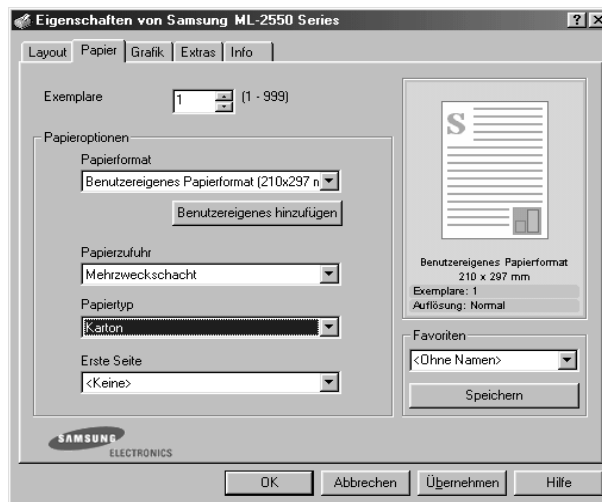 Eigenschaften von Samsung ML-2550 Series
Layout Papier Grafik Extras Info
Exemplare 1 (1 - 999)
Papieroptionen
Papierformat
Benutzereigenes Papierformat (210x297 n
Benutzereigenes hinzufügen
Papierzufuhr
Mehrzweckschacht
Papiertyp
Karton
Erste Seite
<Keine>
S
Benutzereigenes Papierformat
210 x 297 mm
Exemplare: 1
Auflösung: Normal
Favoriten
<Ohne Namen>
Speichern
SAMSUNG
ELECTRONICS
OK Abbrechen Übernehmen Hilfe